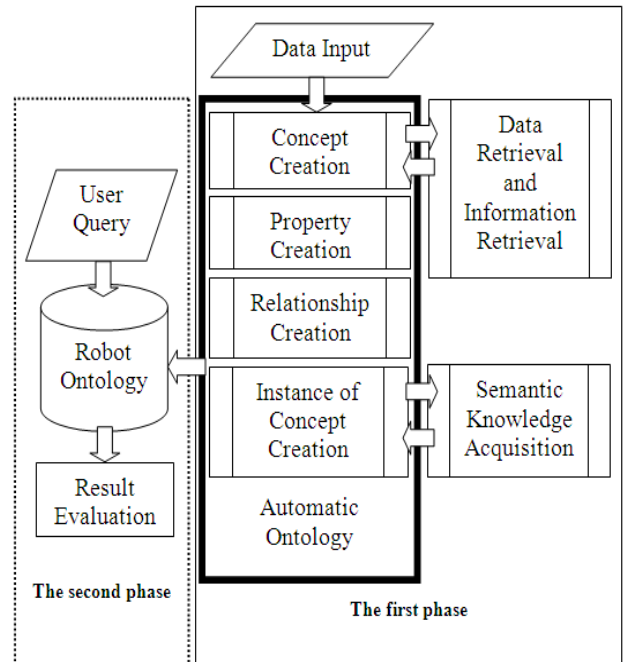 Data Input
Concept
Creation
Data
Retrieval
and
Information
Retrieval
Property
Creation
Relationship
Creation
Instance of
Concept
Creation
Semantic
Knowledge
Acquisition
Automatic
Ontology
The first phase
User
Query
Robot
Ontology
Result
Evaluation
The second phase